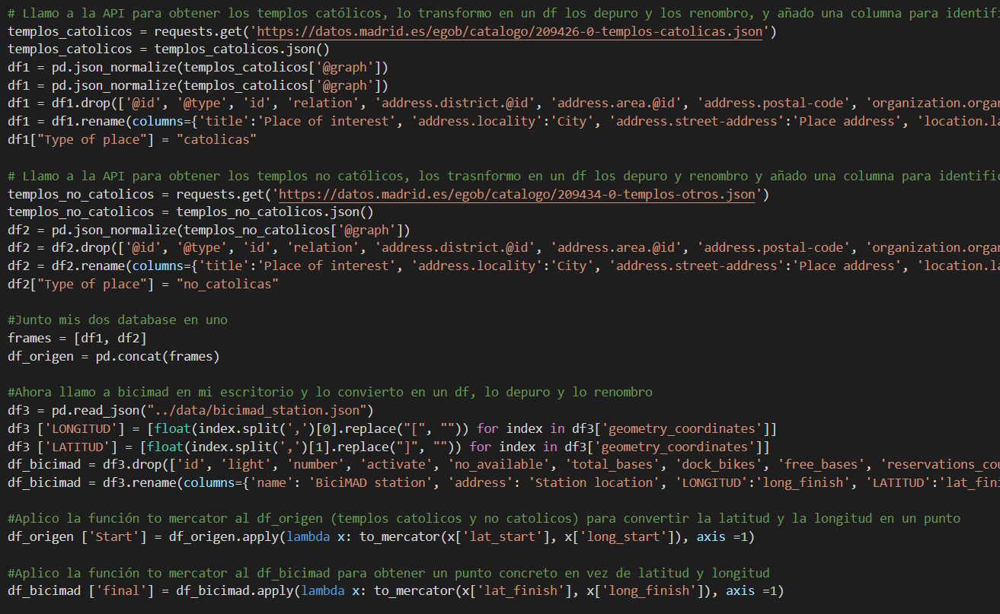 # Llamo a la API para obtener los templos católicos, lo transformo en un df los depuro y los renombro, y añado una columna para
templos_catolicos = requests.get('https://datos.madrid.es/egob/catalogo/209426-0-templos-catolicas.json')
templos_catolicos = templos_catolicos.json()
df1 = pd.json_normalize(templos_catolicos['@graph'])
df1 = pd.json_normalize(templos_catolicos['@graph'])
df1 = df1.drop(['@id', '@type', 'id', 'relation', 'address.district.@id', 'address.area.@id', 'address.postal-code', 'organization.organ
df1 = df1.rename(columns={'title':'Place of interest', 'address.locality':'City', 'address.street-address':'Place address', 'location.la
df1["Type of place"] = "catolicas"
# Llamo a la API para obtener los templos no católicos, los trasnformo en un df los depuro y renombro y añado una columna para identific
templos_no_catolicos = requests.get('https://datos.madrid.es/egob/catalogo/209434-0-templos-otros.json')
templos_no_catolicos = templos_no_catolicos.json()
df2 = pd.json_normalize(templos_no_catolicos['@graph'])
df2 = df2.drop(['@id', '@type', 'id', 'relation', 'address.district.@id', 'address.area.@id', 'address.postal-code', 'organization.organ
df2 = df2.rename(columns={'title':'Place of interest', 'address.locality':'City', 'address.street-address':'Place address', 'location.la
df2["Type of place"] = "no_catolicas"
#Junto mis dos database en uno
frames = [df1, df2]
df_origen = pd.concat(frames)
#Ahora llamo a bicimad en mi escritorio y lo convierto en un df, lo depuro y lo renombro
df3 = pd.read_json("../data/bicimad_station.json")
df3 ['LONGITUD'] = [float(index.split(',')[0].replace("[", "")) for index in df3['geometry_coordinates']]
df3 ['LATITUD'] = [float(index.split(',')[1].replace("]", "")) for index in df3['geometry_coordinates']]
df_bicimad = df3.drop(['id', 'light', 'number', 'activate', 'no_available', 'total_bases', 'dock_bikes', 'free_bases', 'reservations_cou
df_bicimad = df3.rename(columns={'name': 'BiciMAD station', 'address': 'Station location', 'LONGITUD':'long_finish', 'LATITUD':'lat_fini
#Aplico la función to mercator al df_origen (templos catolicos y no catolicos) para convertir la latitud y la longitud en un punto
df_origen ['Start'] = df_origen.apply(lambda x: to_mercator(x['lat_start'], x['long_start']), axis =1)
#Aplico la función to mercator al df_bicimad para obtener un punto concreto en vez de latitud y longitud
df_bicimad ['final'] = df_bicimad.apply(lambda x: to_mercator(x['lat_finish'], x['long_finish']), axis =1)